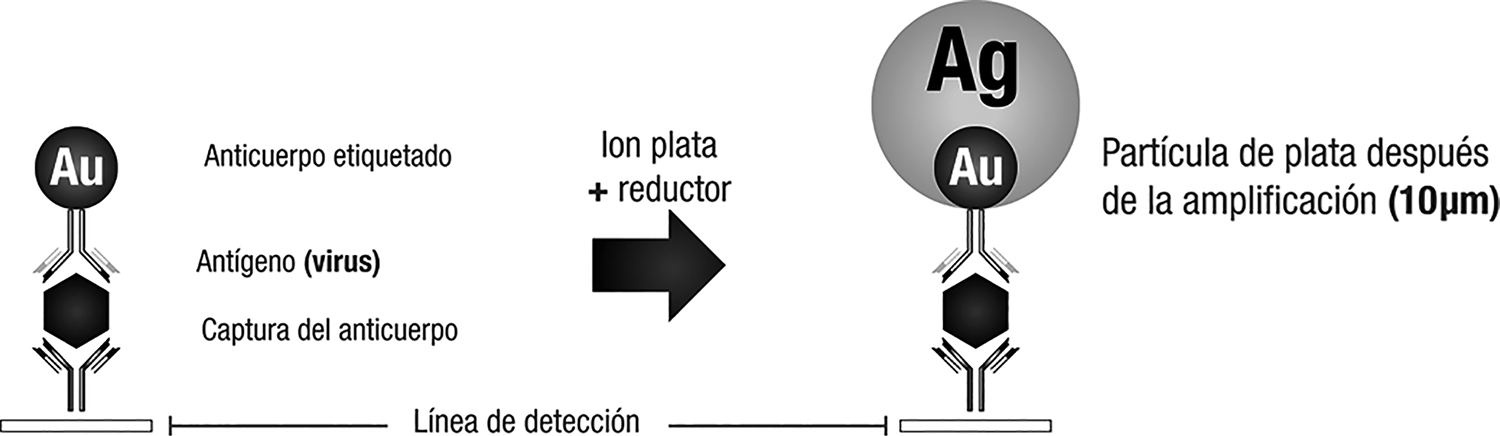 Au
Anticuerpo etiquetado
Antígeno (virus)
Captura del anticuerpo
Ion plata
+ reductor
Ag
Au
Partícula de plata después
de la amplificación (10µm)
Línea de detección